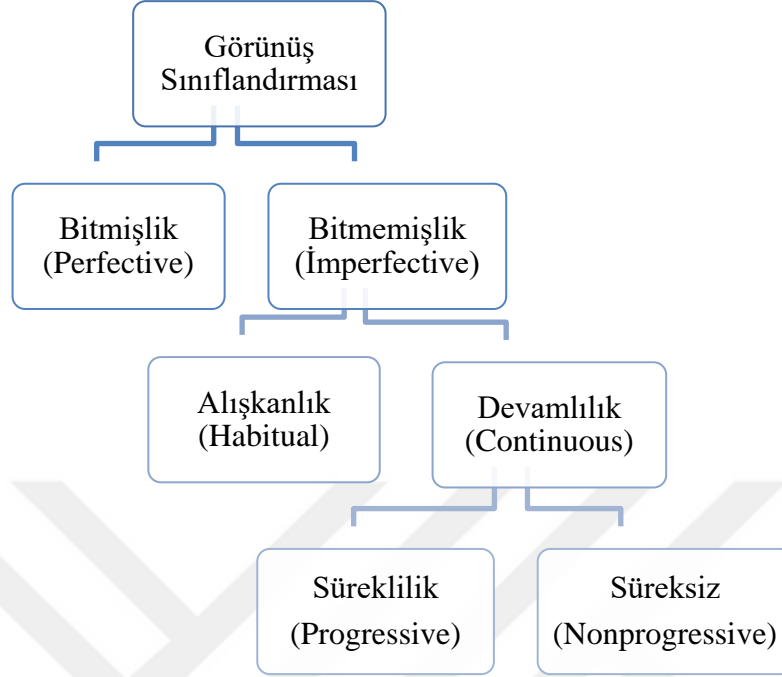 Görünüş
Sınıflandırması
Bitmişlik
(Perfective)
Bitmemişlik
(İmperfective)
Alışkanlık
(Habitual)
Devamlılık
(Continuous)
Süreklilik
(Progressive)
Süreksiz
(Nonprogressive)